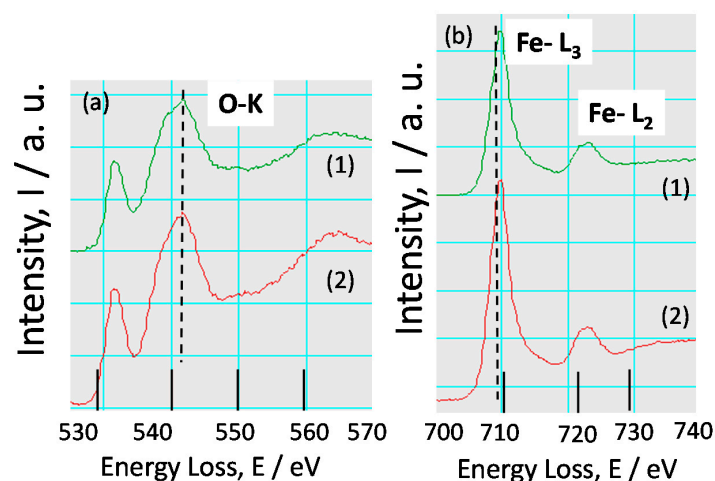 (a)
O-K
(1)
(2)
Intensity, I / a. u.
530 540 550 560 570
Energy Loss, E / eV
(b)
Fe- L3
Fe- L2
(1)
(2)
Intensity, I / a. u.
700 710 720 730 740
Energy Loss, E / eV